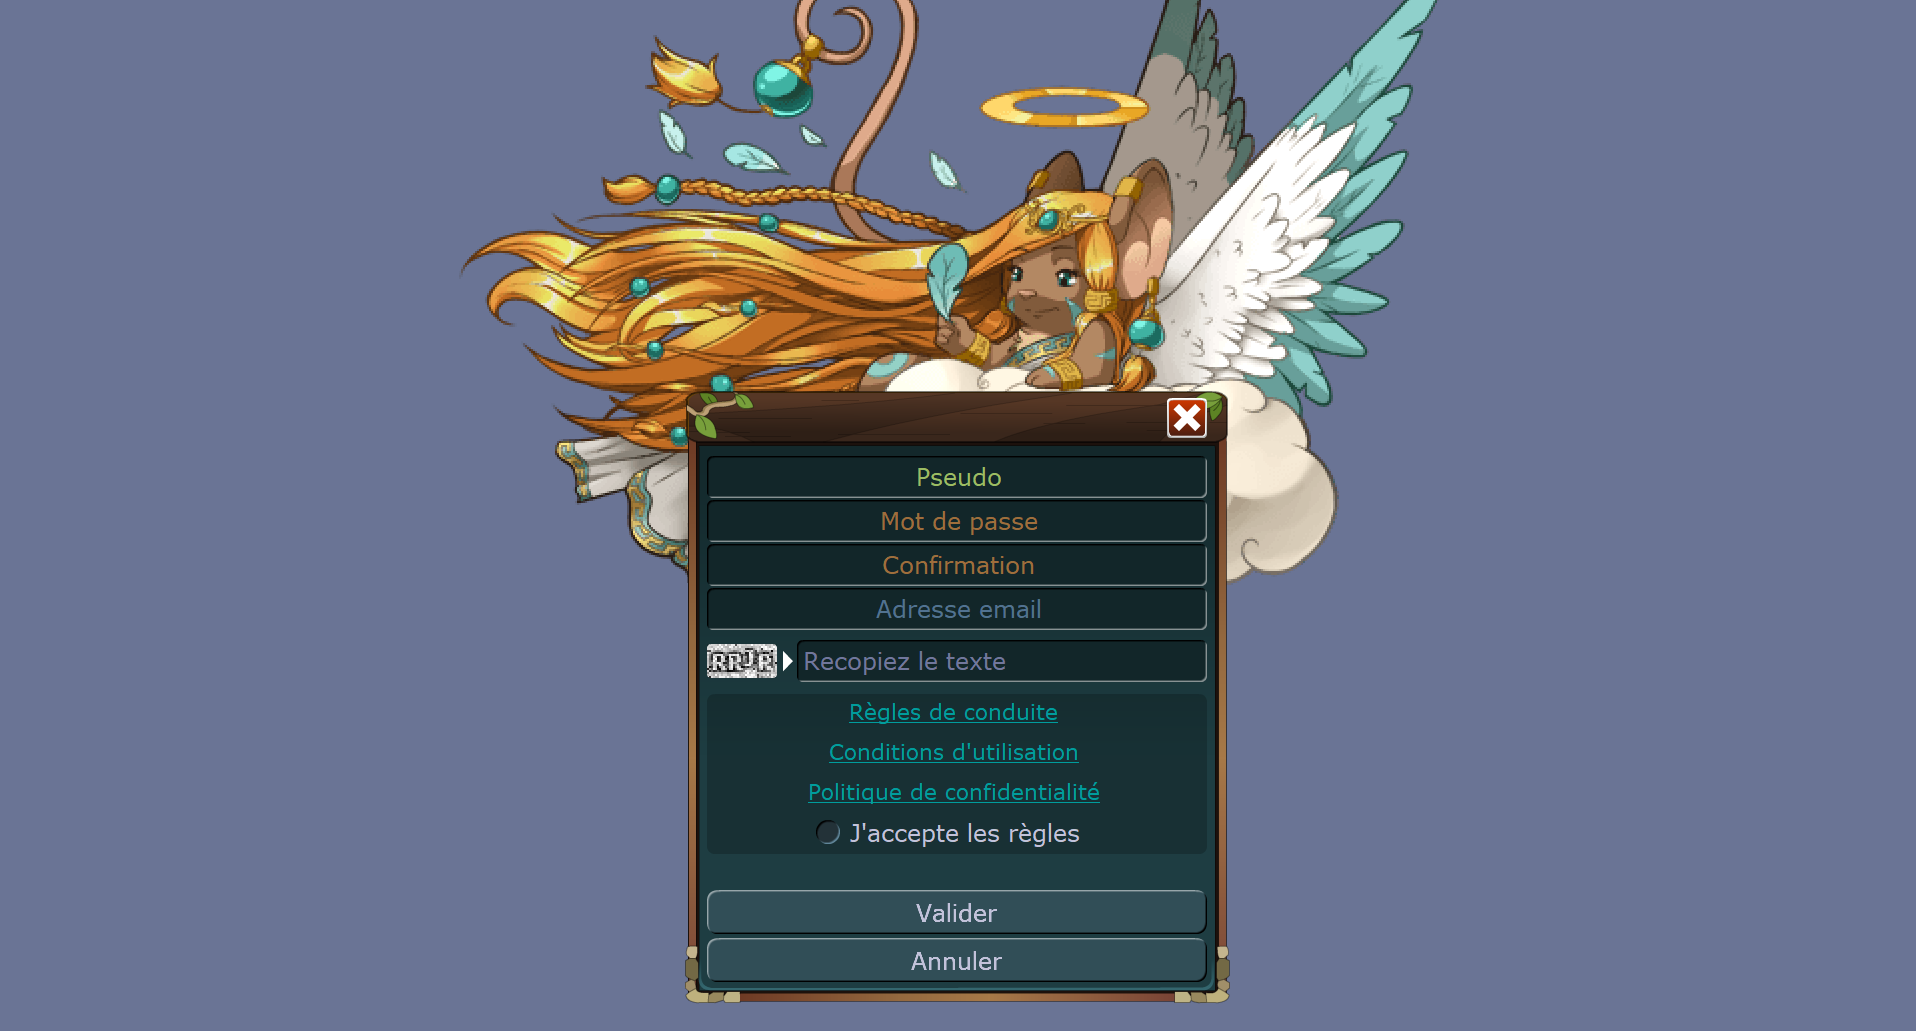 Pseudo
Mot de passe
Confirmation
Adresse email
RRJR
Recopiez le texte
Règles de conduite
Conditions d'utilisation
Politique de confidentialité
J'accepte les règles
Valider
Annuler